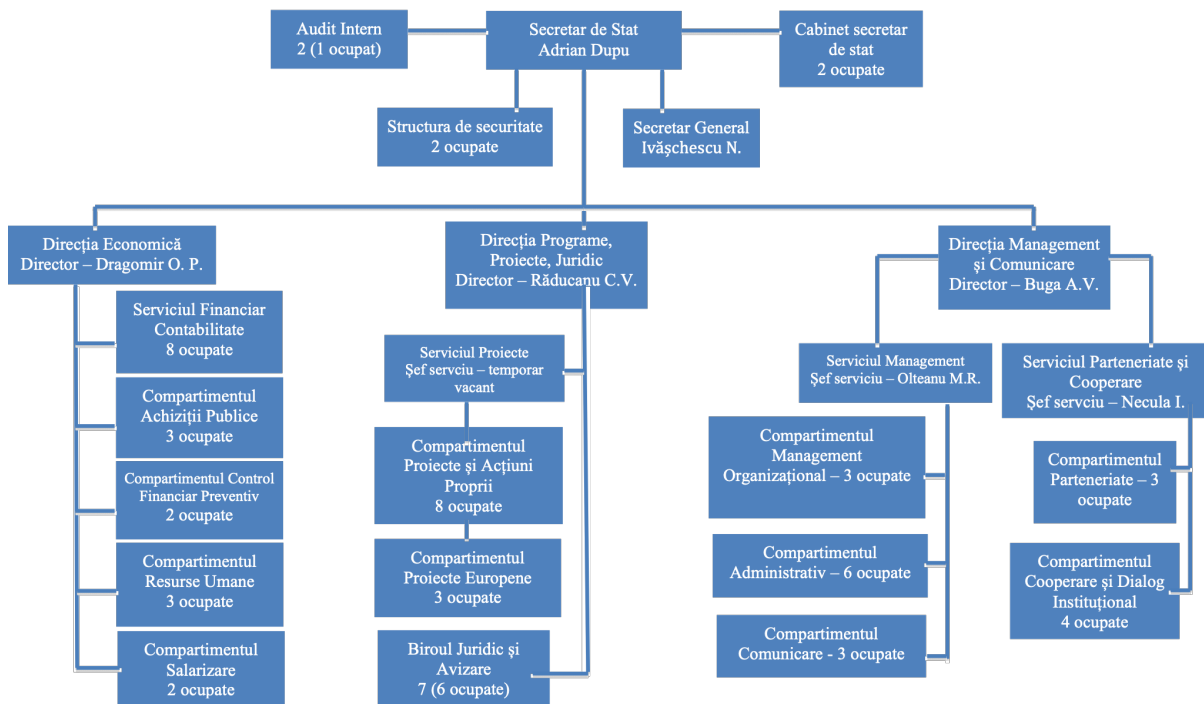 Audit Intern
2 (1 ocupat)
Secretar de Stat
Adrian Dupu
Cabinet secretar
de stat
2 ocupate
Structura de securitate
2 ocupate
Secretar General
Ivășchescu N.
Direcția Economică
Director – Dragomir O. P.
Direcția Programe,
Proiecte, Juridic
Director – Răducanu C.V.
Direcția Management
și Comunicare
Director – Buga A.V.
Serviciul Financiar
Contabilitate
8 ocupate
Compartimentul
Achiziții Publice
3 ocupate
Compartimentul Control
Financiar Preventiv
2 ocupate
Compartimentul
Resurse Umane
3 ocupate
Compartimentul
Salarizare
2 ocupate
Serviciul Proiecte
Șef servciu – temporar
vacant
Compartimentul
Proiecte și Acțiuni
Proprii
8 ocupate
Compartimentul
Proiecte Europene
3 ocupate
Biroul Juridic și
Avizare
7 (6 ocupate)
Serviciul Management
Șef serviciu – Olteanu M.R.
Compartimentul
Management
Organizațional – 3 ocupate
Compartimentul
Administrativ – 6 ocupate
Compartimentul
Comunicare - 3 ocupate
Serviciul Parteneriate și
Cooperare
Șef servciu – Necula I.
Compartimentul
Parteneriate – 3
ocupate
Compartimentul
Cooperare și Dialog
Instituțional
4 ocupate